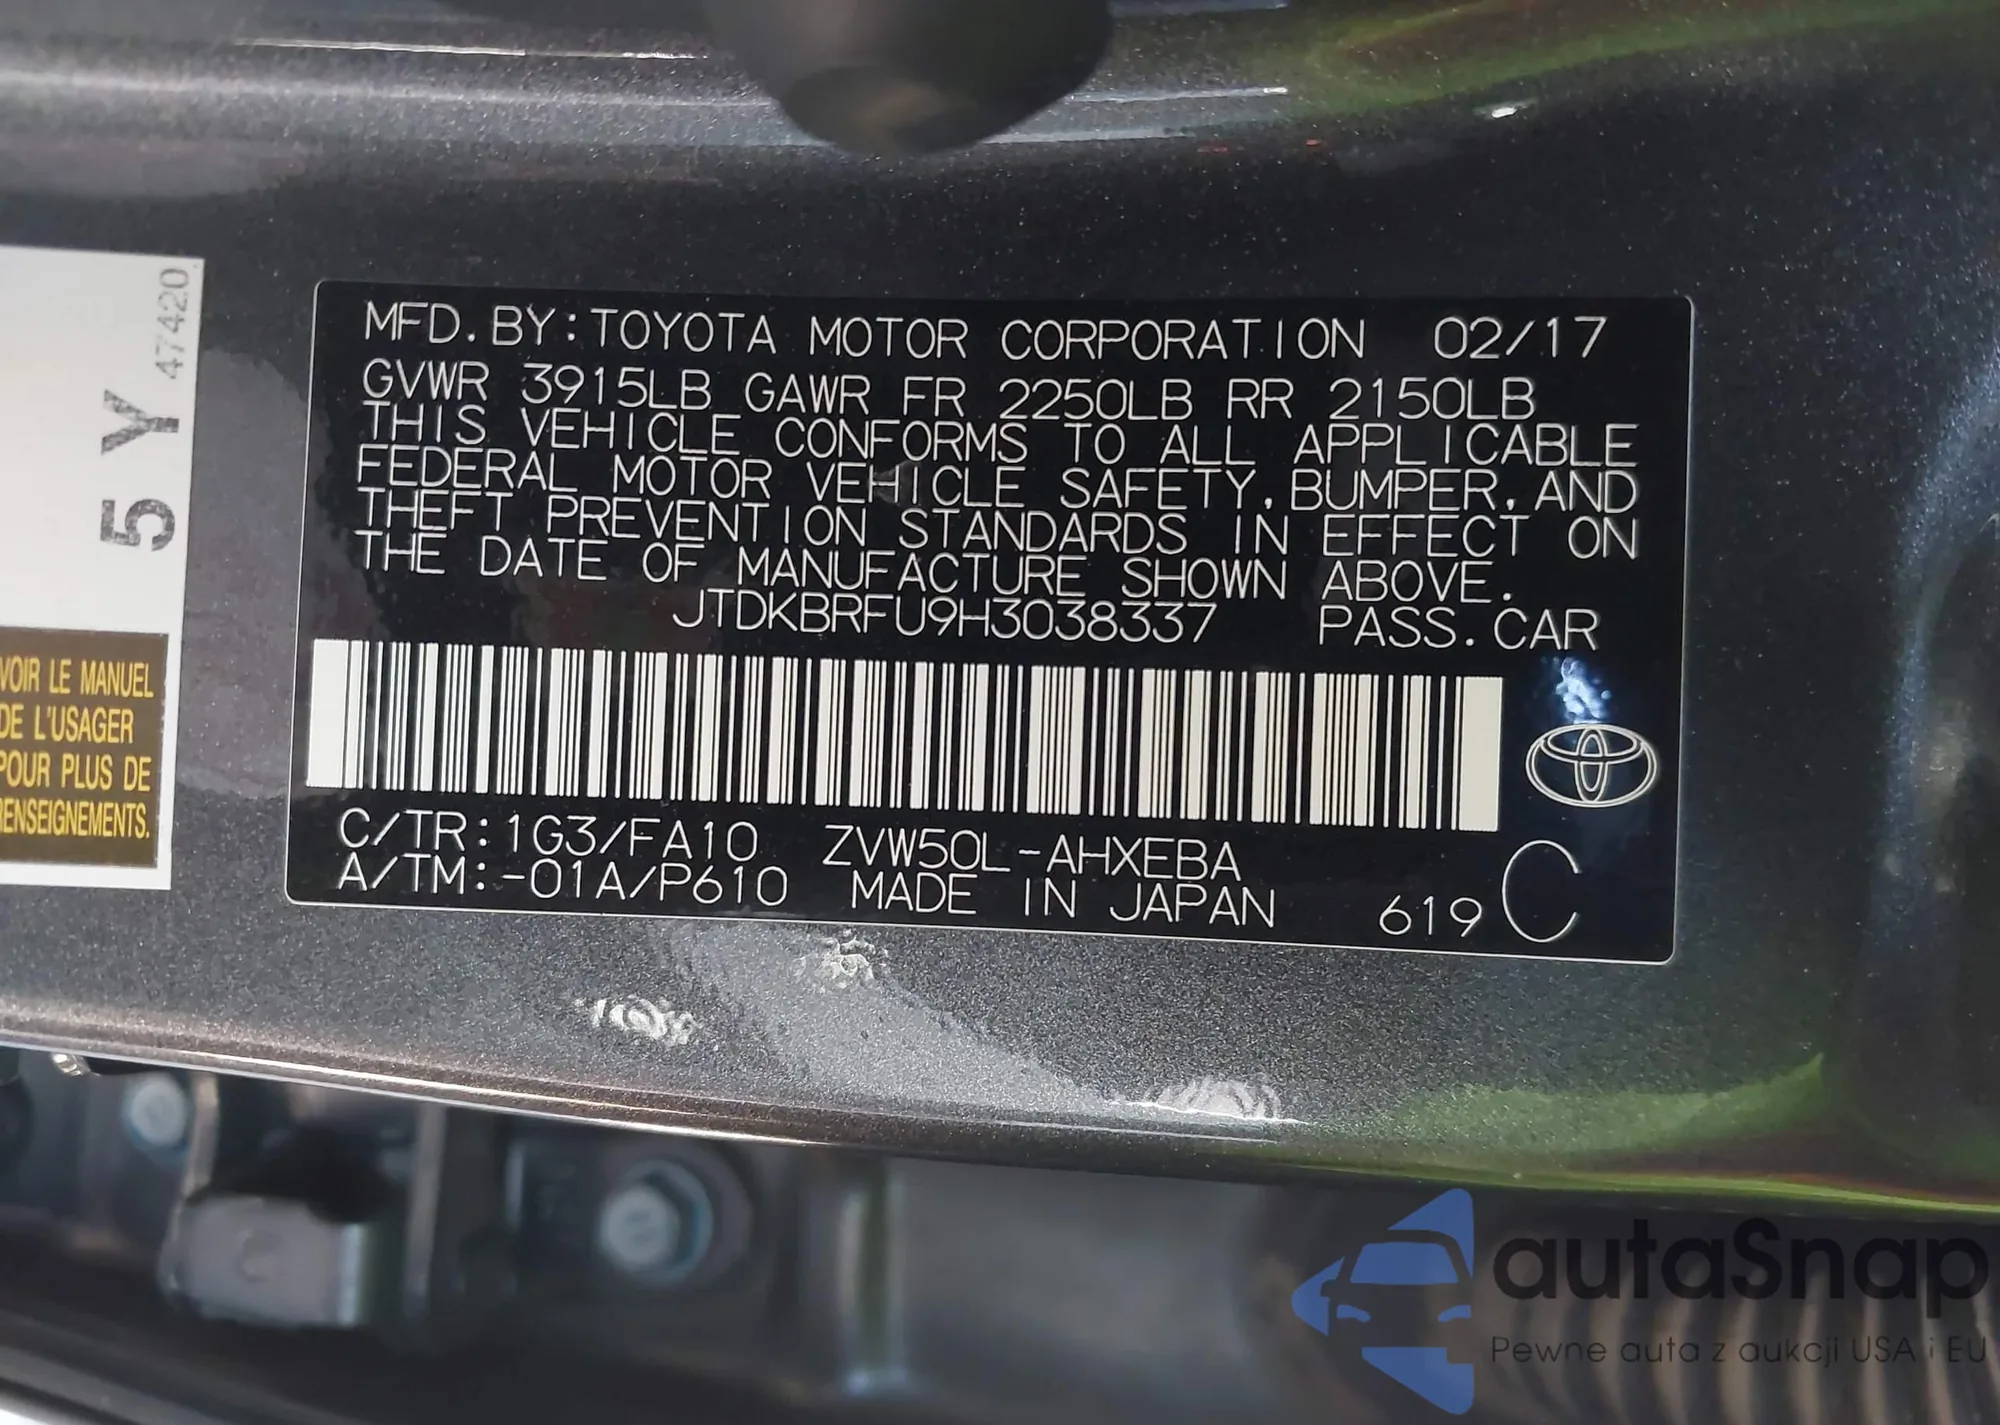 47420
5 Y
VOIR LE MANUEL
DE L'USAGER
POUR PLUS DE
RENSEIGNEMENTS.
MFD. BY:TOYOTA MOTOR CORPORATION 02/17
GVWR 3915LB GAWR FR 2250LB RR 2150LB
THIS VEHICLE CONFORMS TO ALL APPLICABLE
FEDERAL MOTOR VEHICLE SAFETY, BUMPER, AND
THEFT PREVENTION STANDARDS IN EFFECT ON
THE DATE OF MANUFACTURE SHOWN ABOVE.
JTDKBRFU9H3038337 PASS. CAR
C/TR:1G3/FA10 ZVW50L-AHXEBA
A/TM:-01A/P610 MADE IN JAPAN 619 C
autaSnap
Pewne auta z aukcji USA i EU